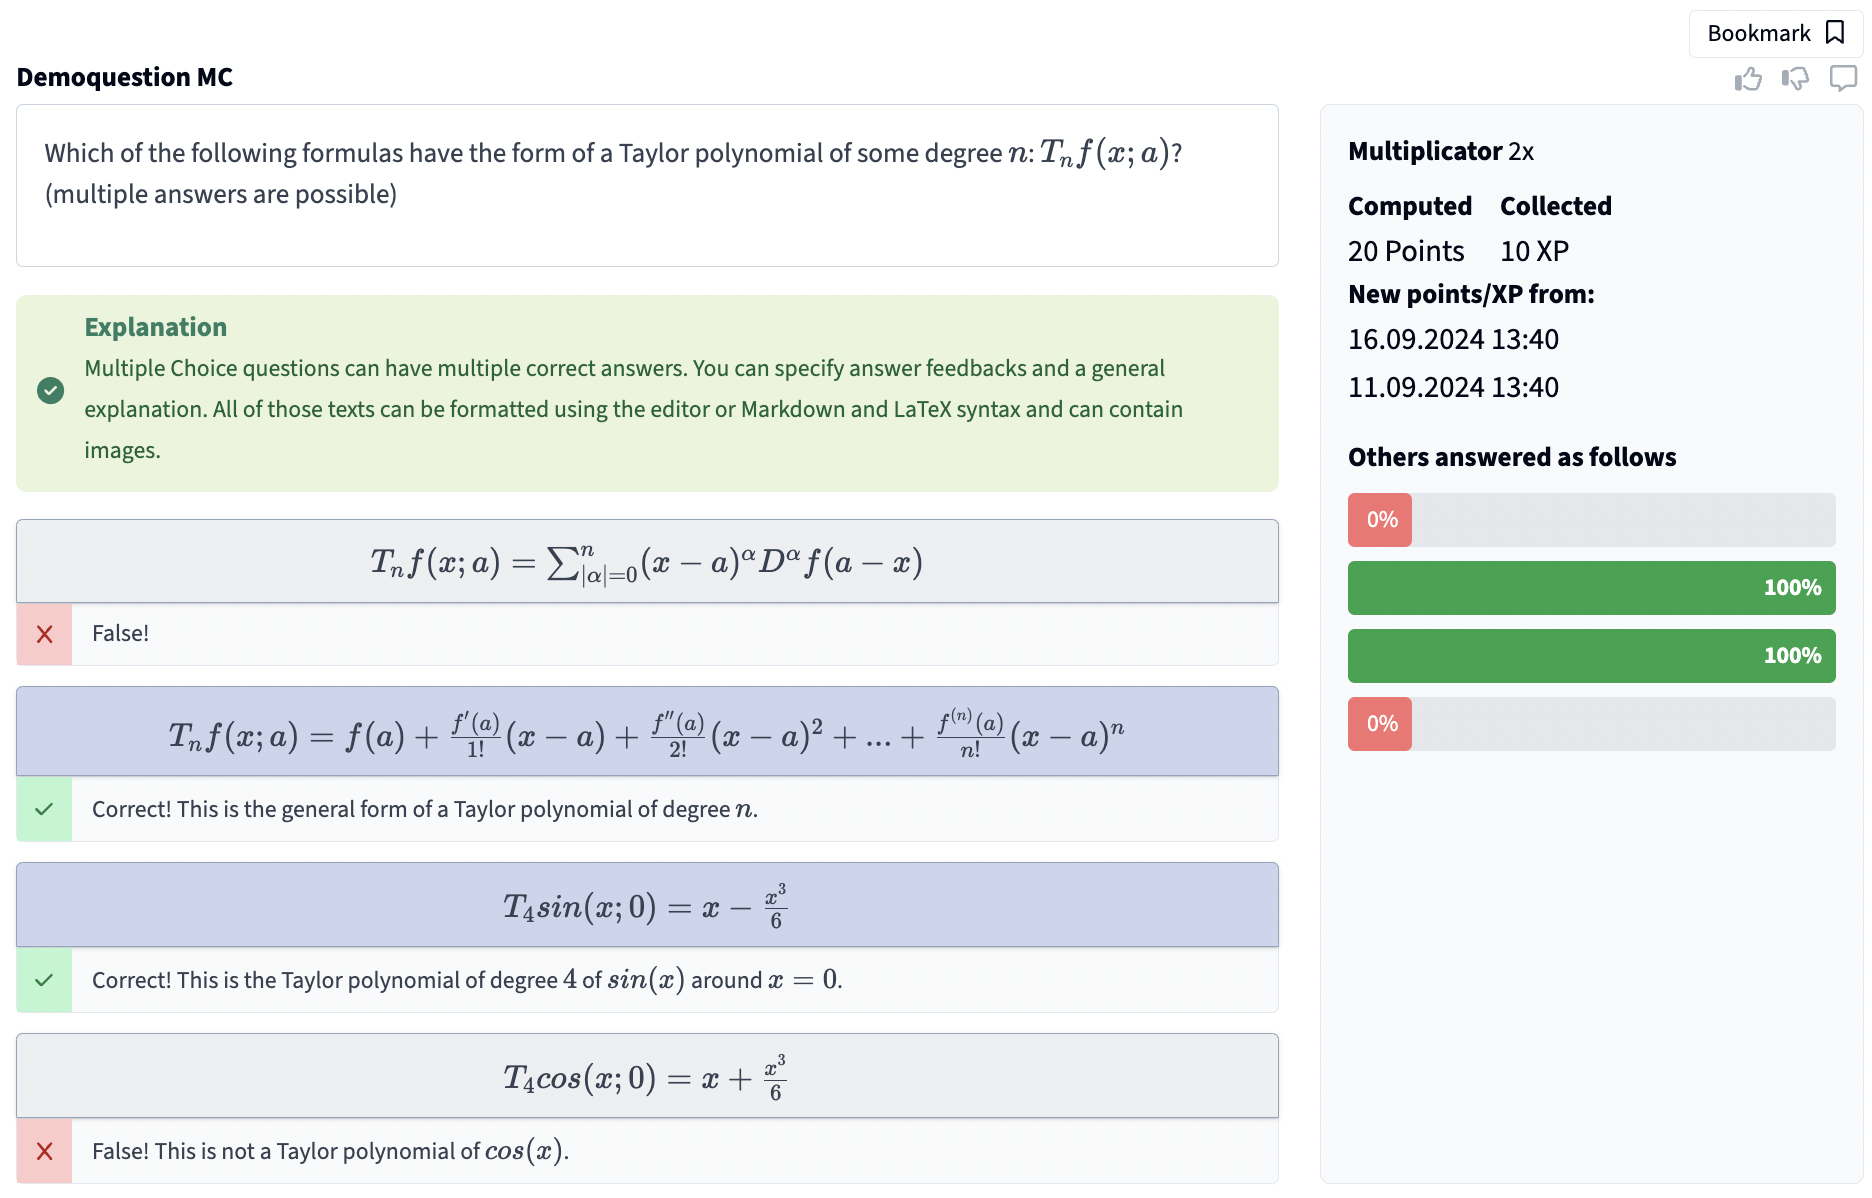 Bookmark
Demoquestion MC
Which of the following formulas have the form of a Taylor polynomial of some degree n: Tₙf(x; a)?
(multiple answers are possible)
Explanation
Multiple Choice questions can have multiple correct answers. You can specify answer feedbacks and a general
explanation. All of those texts can be formatted using the editor or Markdown and LaTeX syntax and can contain
images.
$T_n f(x; a) = \sum_{|\alpha|=0}^{n} (x - a)^\alpha D^\alpha f(a - x)$
False!
$T_n f(x; a) = f(a) + \frac{f'(a)}{1!}(x - a) + \frac{f''(a)}{2!}(x - a)^2 + ... + \frac{f^{(n)}(a)}{n!}(x - a)^n$
Correct! This is the general form of a Taylor polynomial of degree n.
$T_4 sin(x; 0) = x - \frac{x^3}{6}$
Correct! This is the Taylor polynomial of degree 4 of sin(x) around x = 0.
$T_4 cos(x; 0) = x + \frac{x^3}{6}$
False! This is not a Taylor polynomial of cos(x).
Multiplicator 2x
Computed Collected
20 Points 10 XP
New points/XP from:
16.09.2024 13:40
11.09.2024 13:40
Others answered as follows
0%
100%
100%
0%